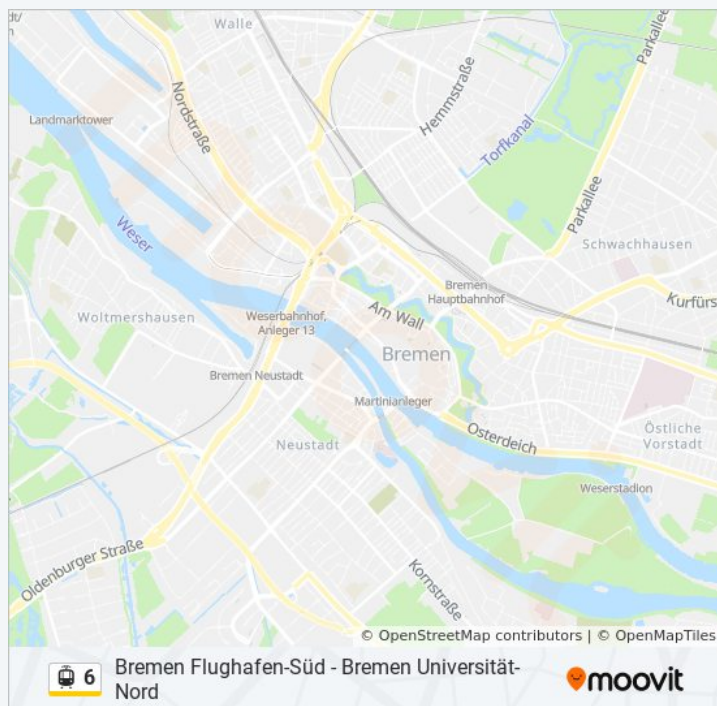 dt/
Walle
Parkallee
Hemmstraße
Nordstraße
Landmarktower
Torfkanal
Parkallee
Weser
Schwachhausen
Bremen
Hauptbahnhof
Kurfürs
Woltmershausen
Weserbahnhof,
Anleger 13
Am Wall
Bremen
Bremen Neustadt
Martinianleger
Neustadt
Osterdeich
Östliche
Vorstadt
Weserstadion
Oldenburger Straße
Kornstraße
© OpenStreetMap contributors | © OpenMapTiles
6
Bremen Flughafen-Süd - Bremen Universität-
Nord
moovit